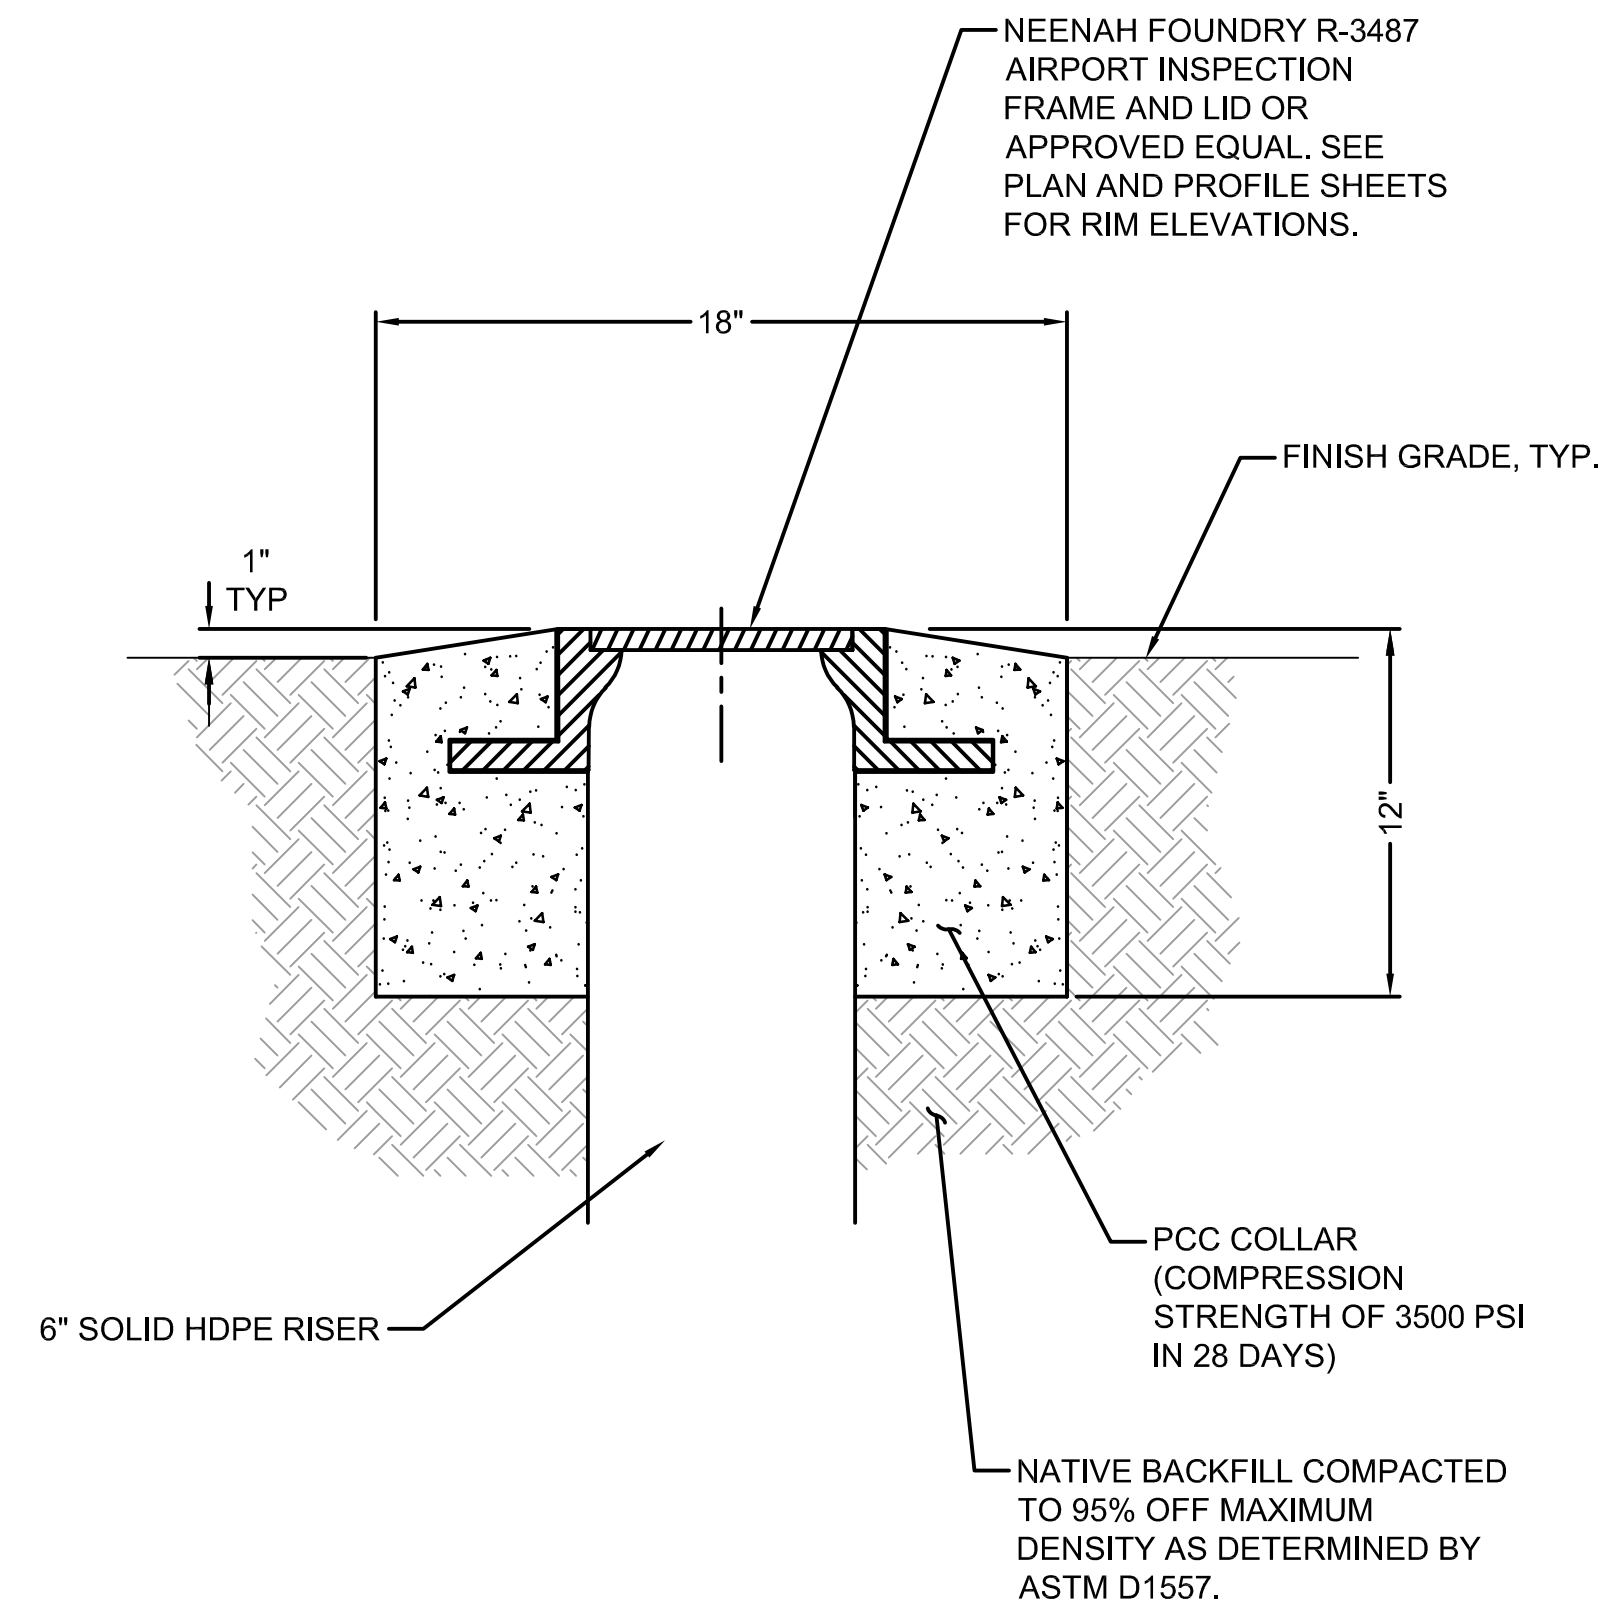 NEENAH FOUNDRY R-3487
AIRPORT INSPECTION
FRAME AND LID OR
APPROVED EQUAL. SEE
PLAN AND PROFILE SHEETS
FOR RIM ELEVATIONS.
18"
FINISH GRADE, TYP.
1"
TYP
12"
PCC COLLAR
(COMPRESSION
STRENGTH OF 3500 PSI
IN 28 DAYS)
6" SOLID HDPE RISER
NATIVE BACKFILL COMPACTED
TO 95% OFF MAXIMUM
DENSITY AS DETERMINED BY
ASTM D1557.